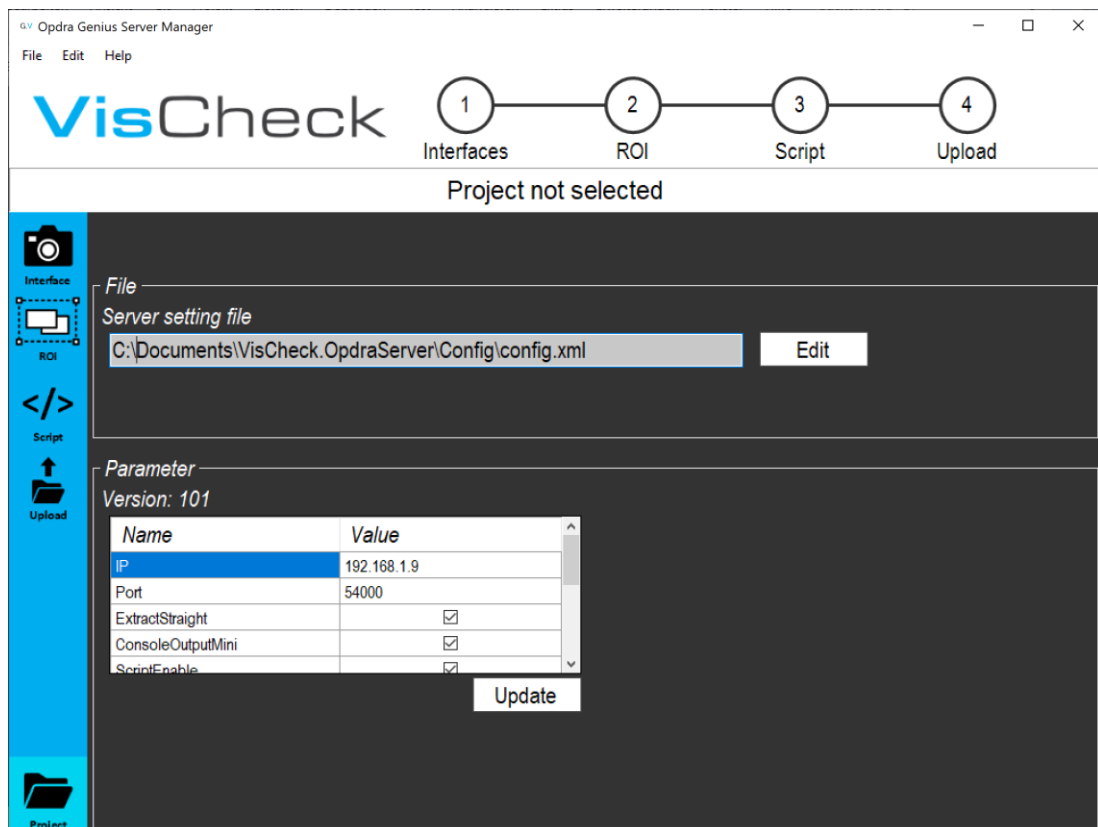 G.V Opdra Genius Server Manager
File Edit Help
VisCheck
1 2 3 4
Interfaces ROI Script Upload
Project not selected
Interface
ROI
</>
Script
Upload
Project
File
Server setting file
C:\Documents\VisCheck.OpdraServer\Config\config.xml Edit
Parameter
Version: 101
Name Value
IP 192.168.1.9
Port 54000
ExtractStraight
ConsoleOutputMini
ScriptEnable
Update